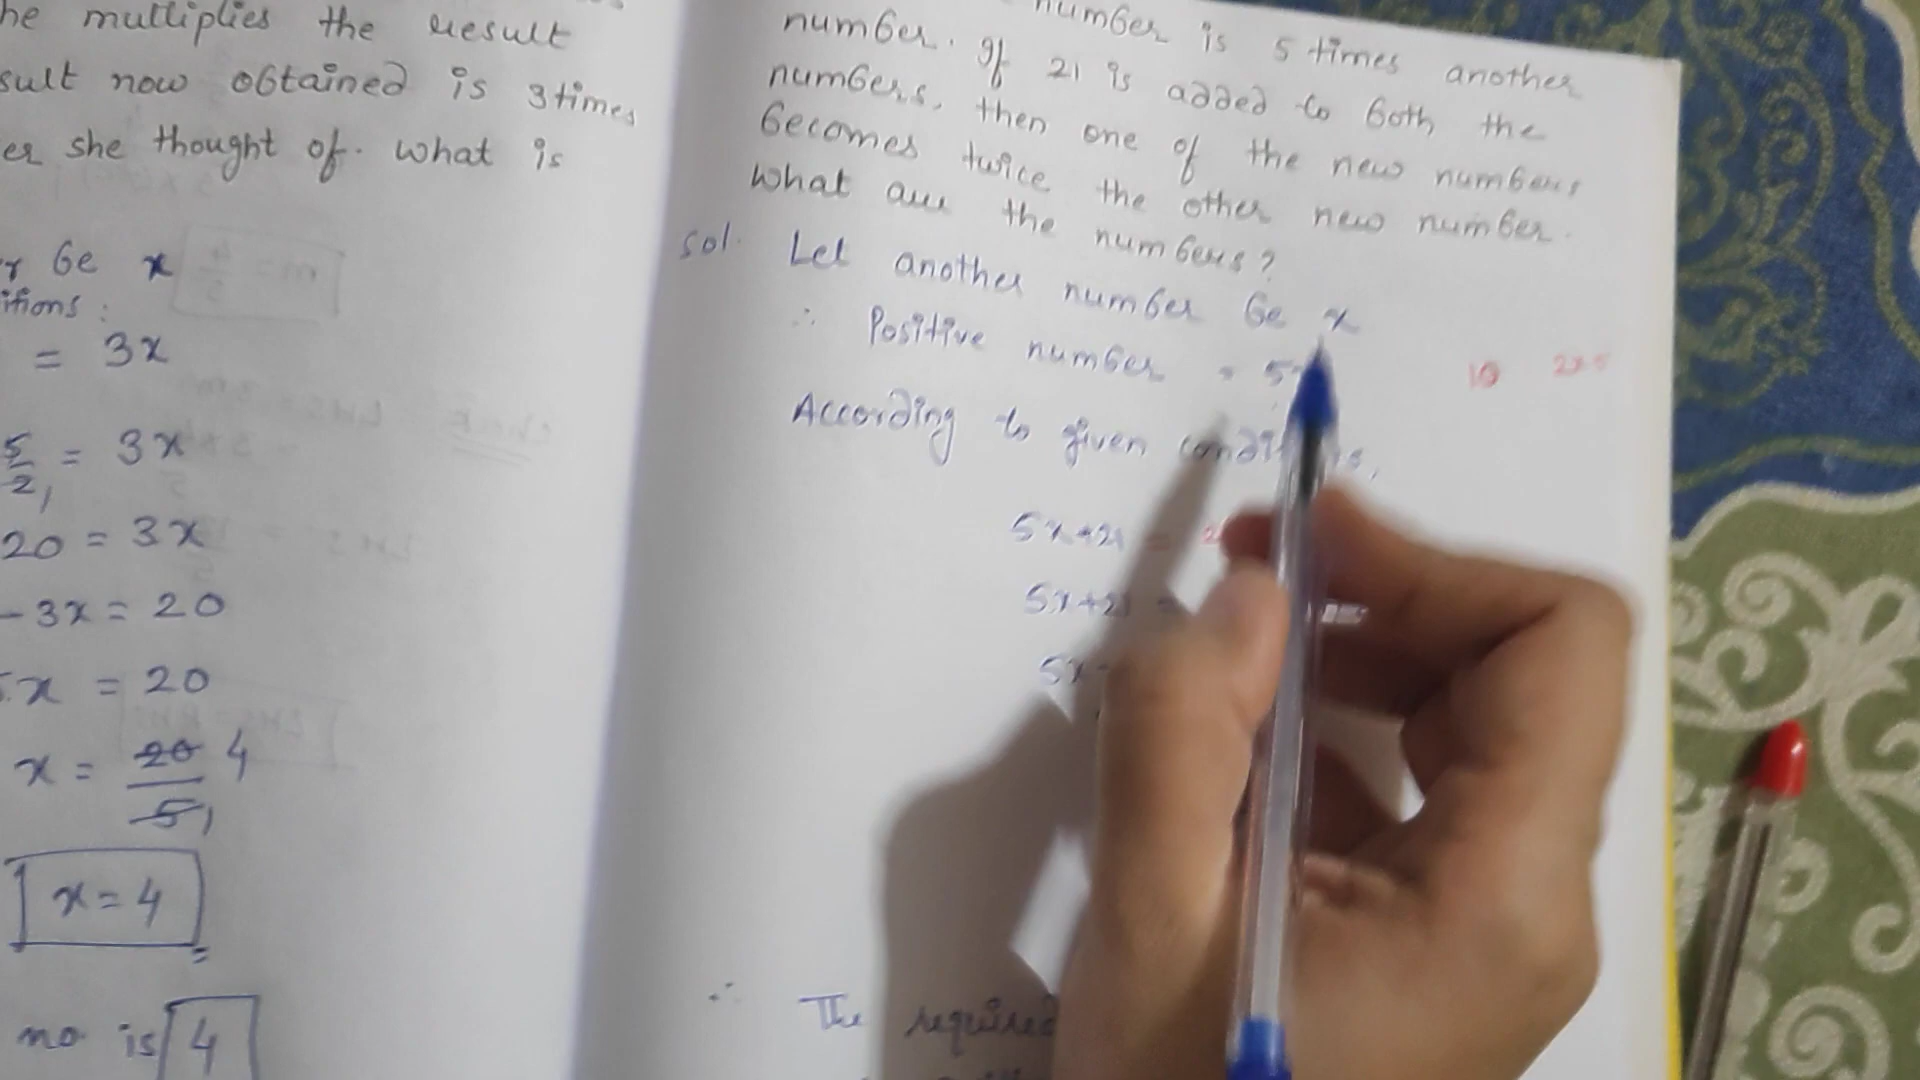 he multiplies the result
sult now obtained is 3 times
er she thought of. what is
r be x
itions:
= 3x
5/2 = 3x
20 = 3x
- 3x = 20
x = 20
x = 20/5 4
x = 4
no is 4
number is 5 times another
number. If 21 is added to both the
numbers, then one of the new numbers
becomes twice the other new number.
What are the numbers?
Sol. Let another number be x
∴ Positive number = 5x
10 2×5
According to given conditions,
5x+21 =
5x+21 =
5x
∴ The required